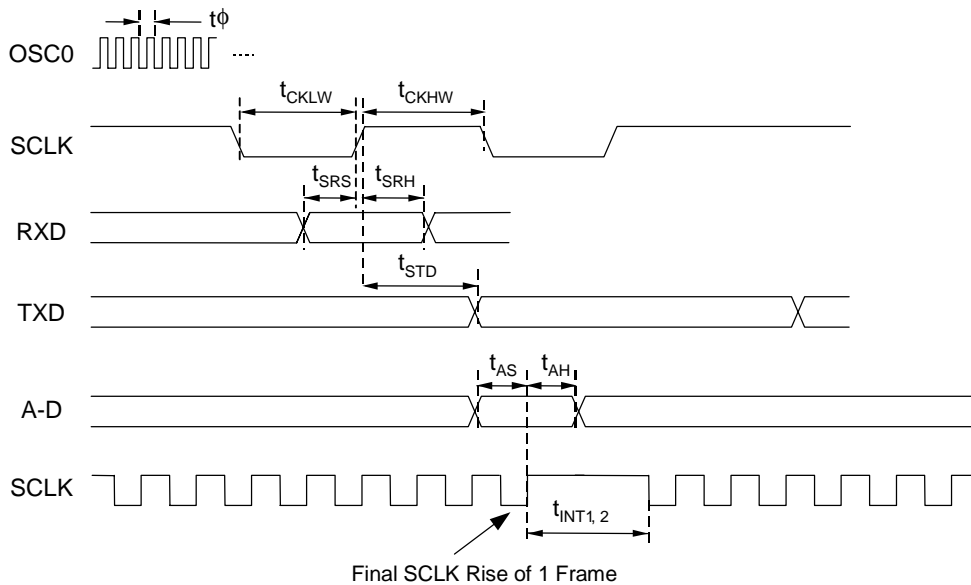 tϕ
OSC0
.....
tCKLW tCKHW
SCLK
tSRS tSRH
RXD
tSTD
TXD
tAS tAH
A-D
SCLK
tINT1, 2
Final SCLK Rise of 1 Frame